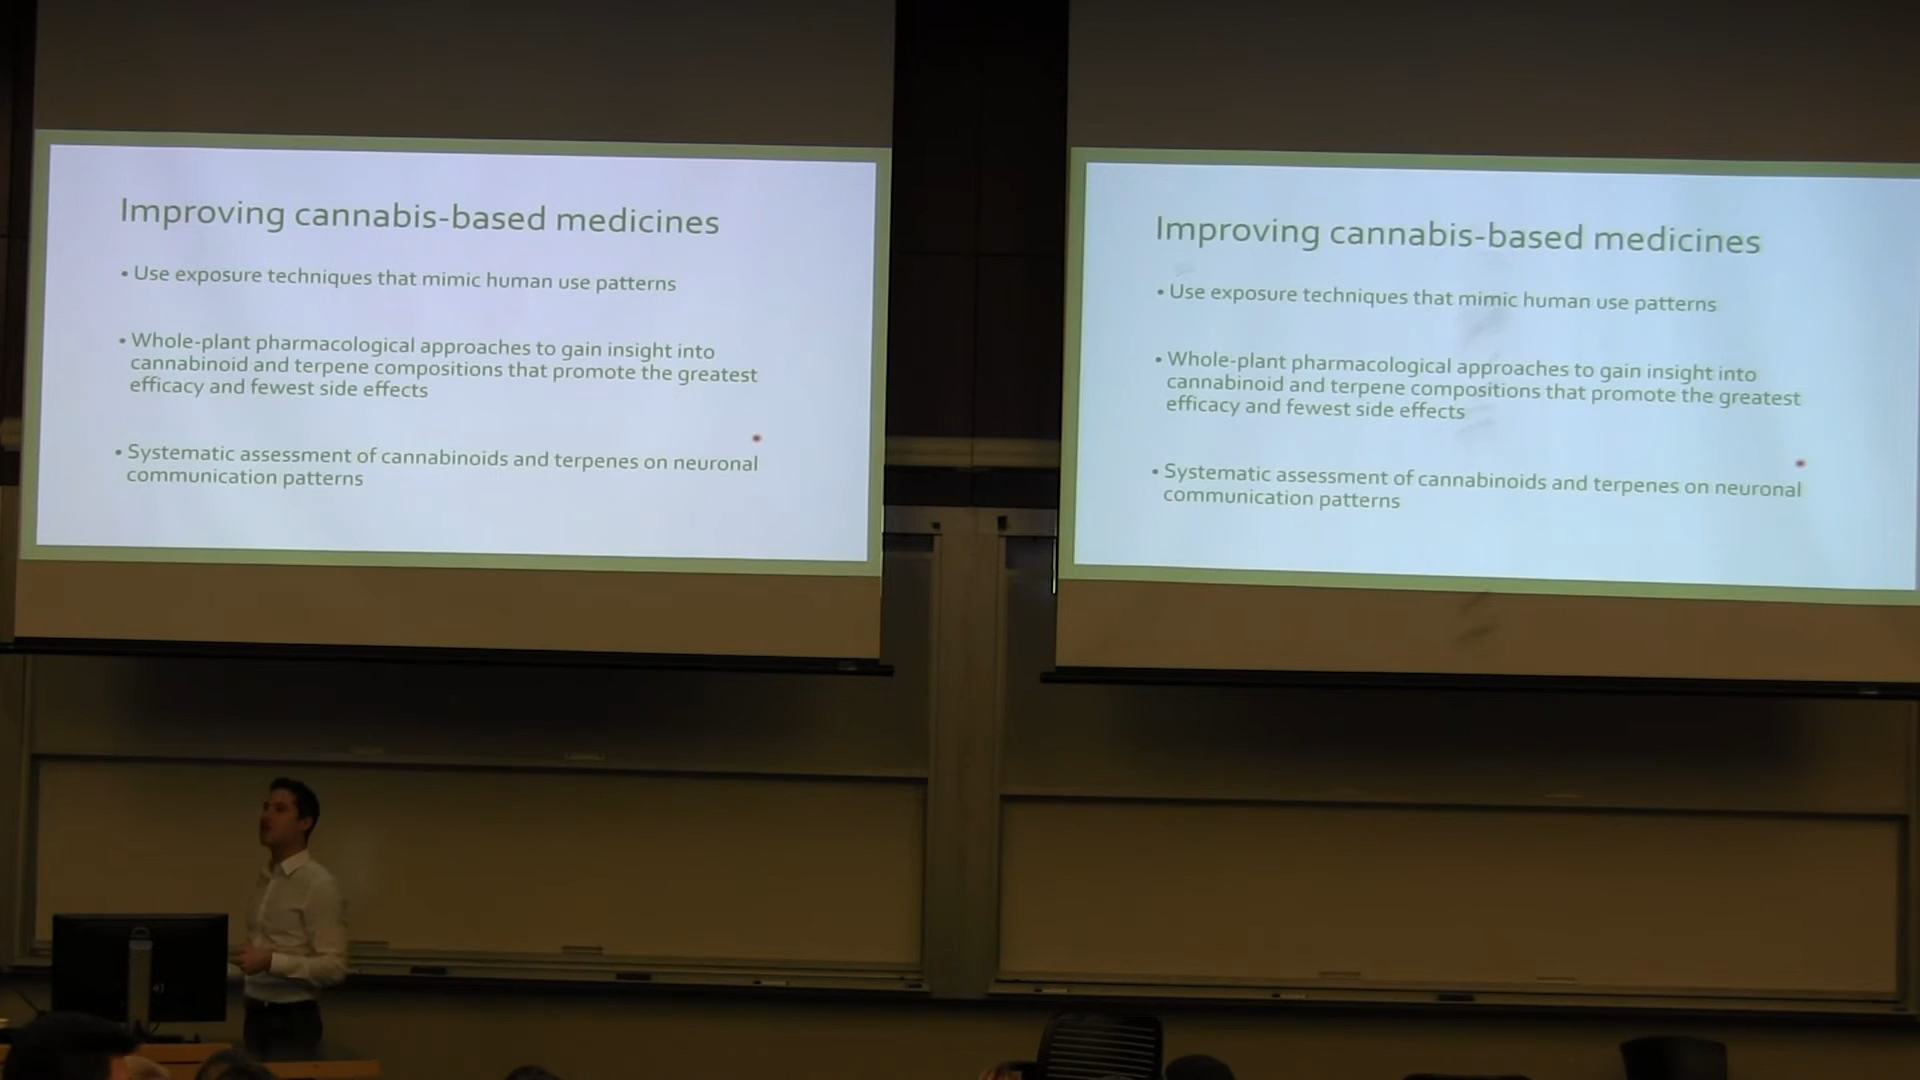 Improving cannabis-based medicines
• Use exposure techniques that mimic human use patterns
• Whole-plant pharmacological approaches to gain insight into
cannabinoid and terpene compositions that promote the greatest
efficacy and fewest side effects
• Systematic assessment of cannabinoids and terpenes on neuronal
communication patterns
Improving cannabis-based medicines
• Use exposure techniques that mimic human use patterns
• Whole-plant pharmacological approaches to gain insight into
cannabinoid and terpene compositions that promote the greatest
efficacy and fewest side effects
• Systematic assessment of cannabinoids and terpenes on neuronal
communication patterns